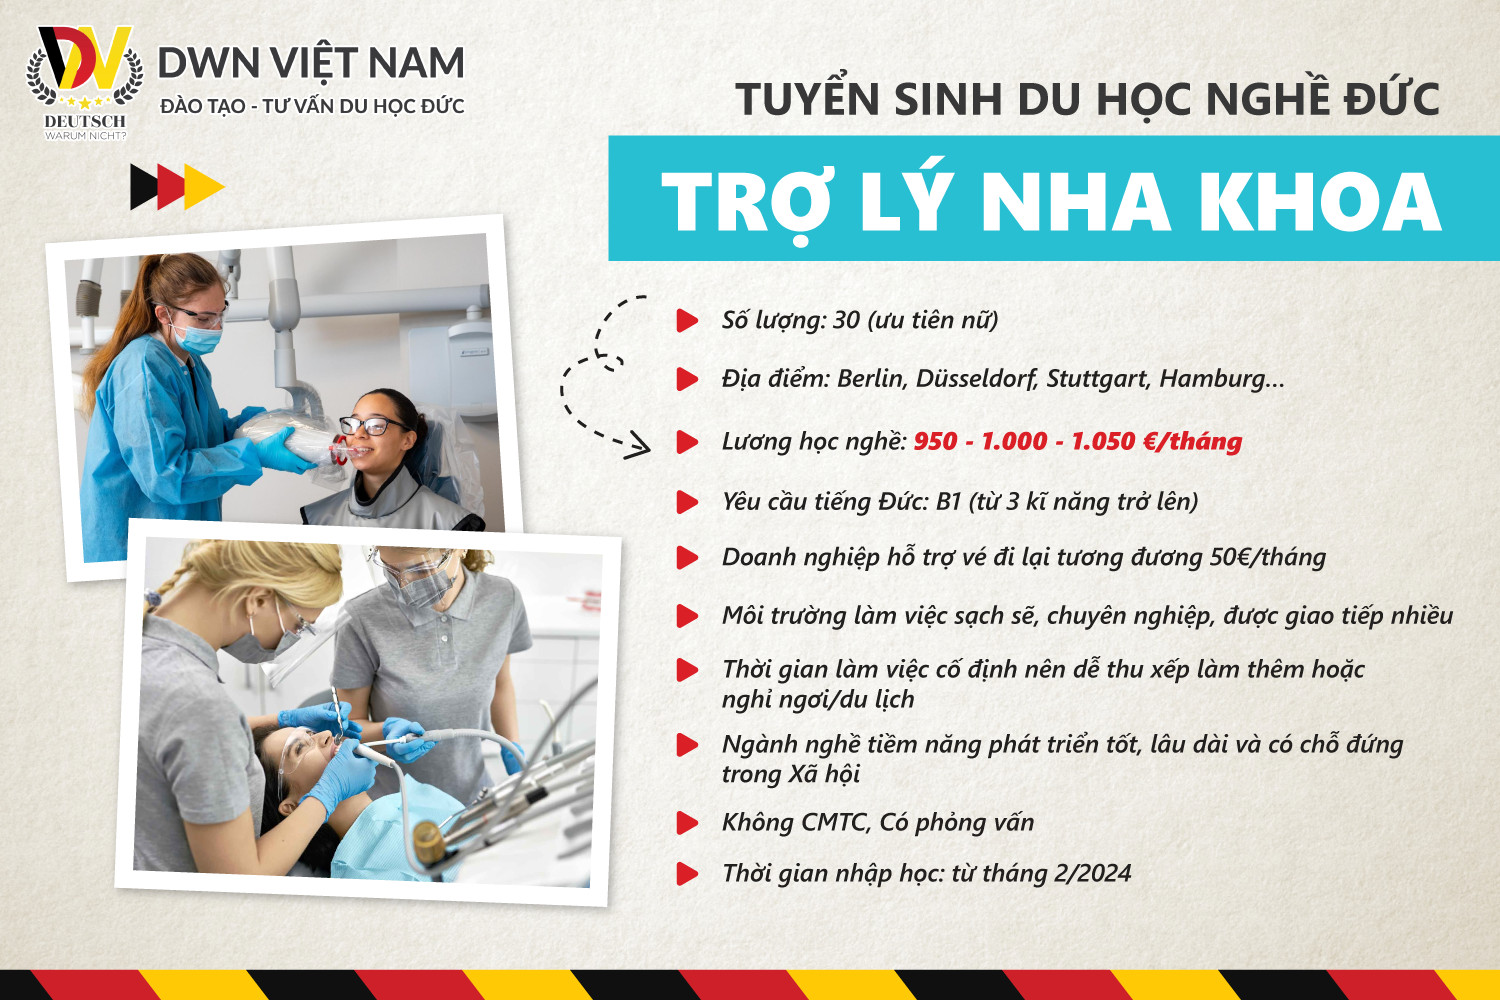 DWN VIỆT NAM
ĐÀO TẠO - TƯ VẤN DU HỌC ĐỨC
DEUTSCH
WARUM NICHT?
TUYỂN SINH DU HỌC NGHỀ ĐỨC
TRỢ LÝ NHA KHOA
Số lượng: 30 (ưu tiên nữ)
Địa điểm: Berlin, Düsseldorf, Stuttgart, Hamburg...
Lương học nghề: 950 - 1.000 - 1.050 €/tháng
Yêu cầu tiếng Đức: B1 (từ 3 kĩ năng trở lên)
Doanh nghiệp hỗ trợ vé đi lại tương đương 50€/tháng
Môi trường làm việc sạch sẽ, chuyên nghiệp, được giao tiếp nhiều
Thời gian làm việc cố định nên dễ thu xếp làm thêm hoặc
nghỉ ngơi/du lịch
Ngành nghề tiềm năng phát triển tốt, lâu dài và có chỗ đứng
trong Xã hội
Không CMTC, Có phỏng vấn
Thời gian nhập học: từ tháng 2/2024